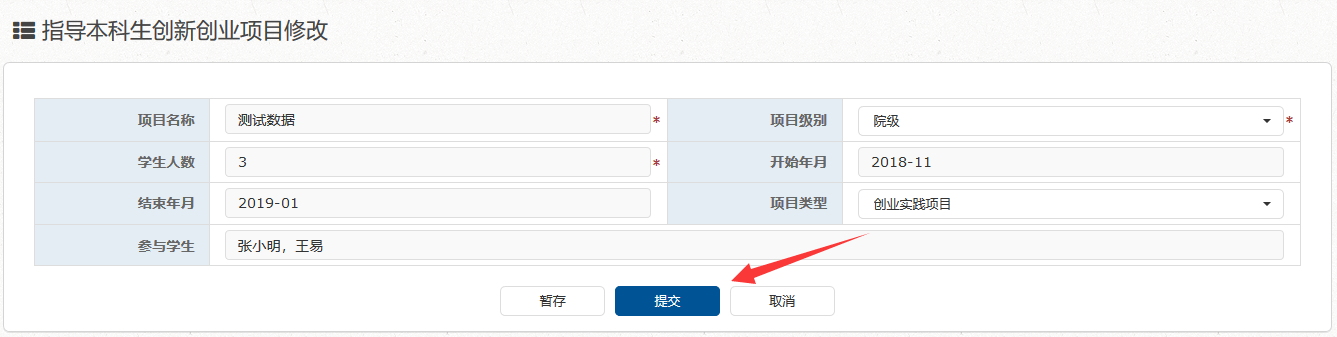 指导本科生创新创业项目修改
项目名称 测试数据 * 项目级别 院级 *
学生人数 3 * 开始年月 2018-11
结束年月 2019-01 项目类型 创业实践项目
参与学生 张小明，王易
暂存 提交 取消